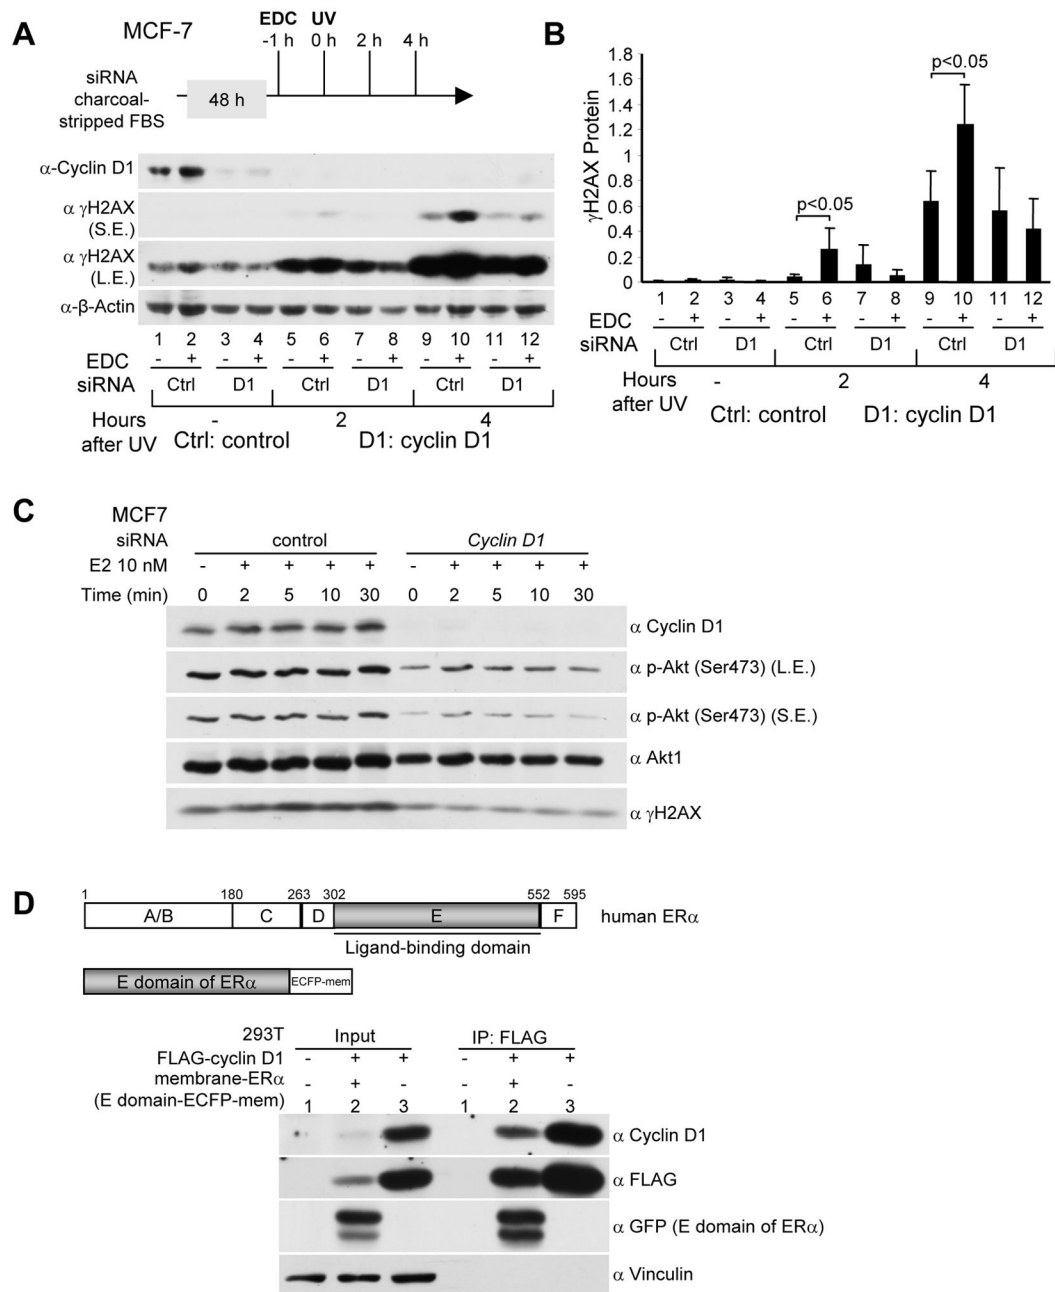 A
MCF-7
EDC UV
-1 h 0 h 2 h 4 h
siRNA
charcoal-
stripped FBS
48 h
α-Cyclin D1
α γH2AX
(S.E.)
α γH2AX
(L.E.)
α-β-Actin
1 2 3 4 5 6 7 8 9 10 11 12
EDC - + - + - + - + - + - +
siRNA Ctrl D1 Ctrl D1 Ctrl D1
Hours
after UV
- 2 4
Ctrl: control D1: cyclin D1
B
γH2AX Protein
1.8
1.6
1.4
1.2
1
0.8
0.6
0.4
0.2
0
p<0.05
p<0.05
1 2 3 4 5 6 7 8 9 10 11 12
EDC - + - + - + - + - + - +
siRNA Ctrl D1 Ctrl D1 Ctrl D1
Hours
after UV
- 2 4
Ctrl: control D1: cyclin D1
C
MCF7
siRNA control Cyclin D1
E2 10 nM - + + + + - + + + +
Time (min) 0 2 5 10 30 0 2 5 10 30
α Cyclin D1
α p-Akt (Ser473) (L.E.)
α p-Akt (Ser473) (S.E.)
α Akt1
α γH2AX
D
1 180 263 302 552 595
A/B C D E F human ERα
Ligand-binding domain
E domain of ERα ECFP-mem
293T Input IP: FLAG
FLAG-cyclin D1 - + + - + +
membrane-ERα - + - - + -
(E domain-ECFP-mem) 1 2 3 1 2 3
α Cyclin D1
α FLAG
α GFP (E domain of ERα)
α Vinculin